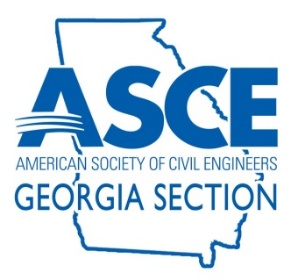 ASCE
AMERICAN SOCIETY OF CIVIL ENGINEERS
GEORGIA SECTION